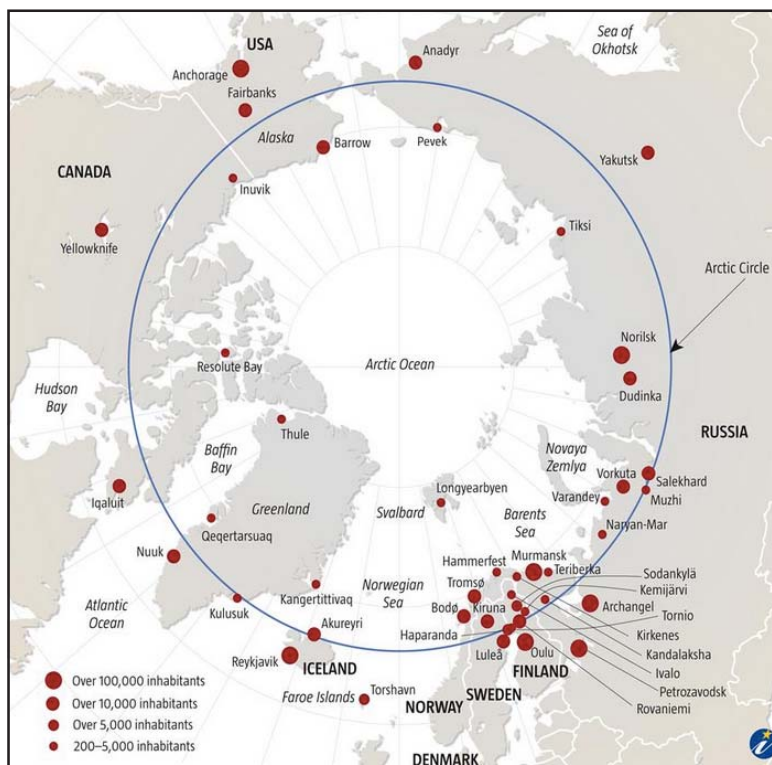 USA
Sea of
Okhotsk
Anadyr
Anchorage
Fairbanks
Alaska
Barrow
Pevek
Yakutsk
CANADA
Inuvik
Yellowknife
Tiksi
Arctic Circle
Norilsk
Resolute Bay
Arctic Ocean
Dudinka
Hudson
Bay
Thule
RUSSIA
Baffin
Bay
Novaya
Zemlya
Vorkuta
Salekhard
Iqaluit
Longyearbyen
Varandey
Muzhi
Greenland
Svalbard
Qeqertarsuaq
Barents
Sea
Naryan-Mar
Nuuk
Hammerfest
Murmansk
Teriberka
Sodankylä
Kemijärvi
Kangertittivaq
Norwegian
Sea
Tromsø
Archangel
Atlantic
Ocean
Kulusuk
Bodø
Kiruna
Tornio
Akureyri
Haparanda
Kirkenes
Kandalaksha
Luleå
Oulu
Ivalo
Reykjavik
ICELAND
FINLAND
Petrozavodsk
Rovaniemi
Faroe Islands
Torshavn
NORWAY
SWEDEN
DENMARK
Over 100,000 inhabitants
Over 10,000 inhabitants
Over 5,000 inhabitants
200–5,000 inhabitants
i